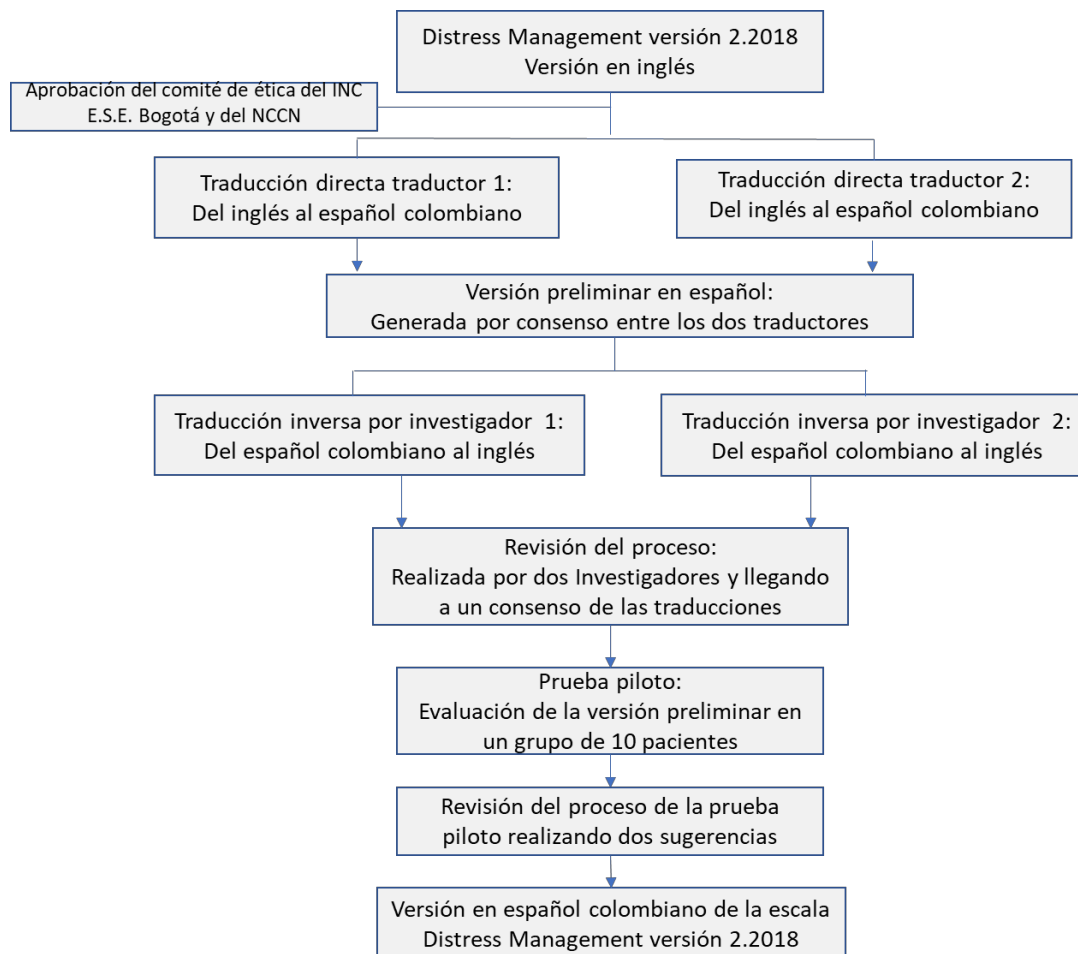 Distress Management versión 2.2018
Versión en inglés
Aprobación del comité de ética del INC
E.S.E. Bogotá y del NCCN
Traducción directa traductor 1:
Del inglés al español colombiano
Traducción directa traductor 2:
Del inglés al español colombiano
Versión preliminar en español:
Generada por consenso entre los dos traductores
Traducción inversa por investigador 1:
Del español colombiano al inglés
Traducción inversa por investigador 2:
Del español colombiano al inglés
Revisión del proceso:
Realizada por dos Investigadores y llegando
a un consenso de las traducciones
Prueba piloto:
Evaluación de la versión preliminar en
un grupo de 10 pacientes
Revisión del proceso de la prueba
piloto realizando dos sugerencias
Versión en español colombiano de la escala
Distress Management versión 2.2018